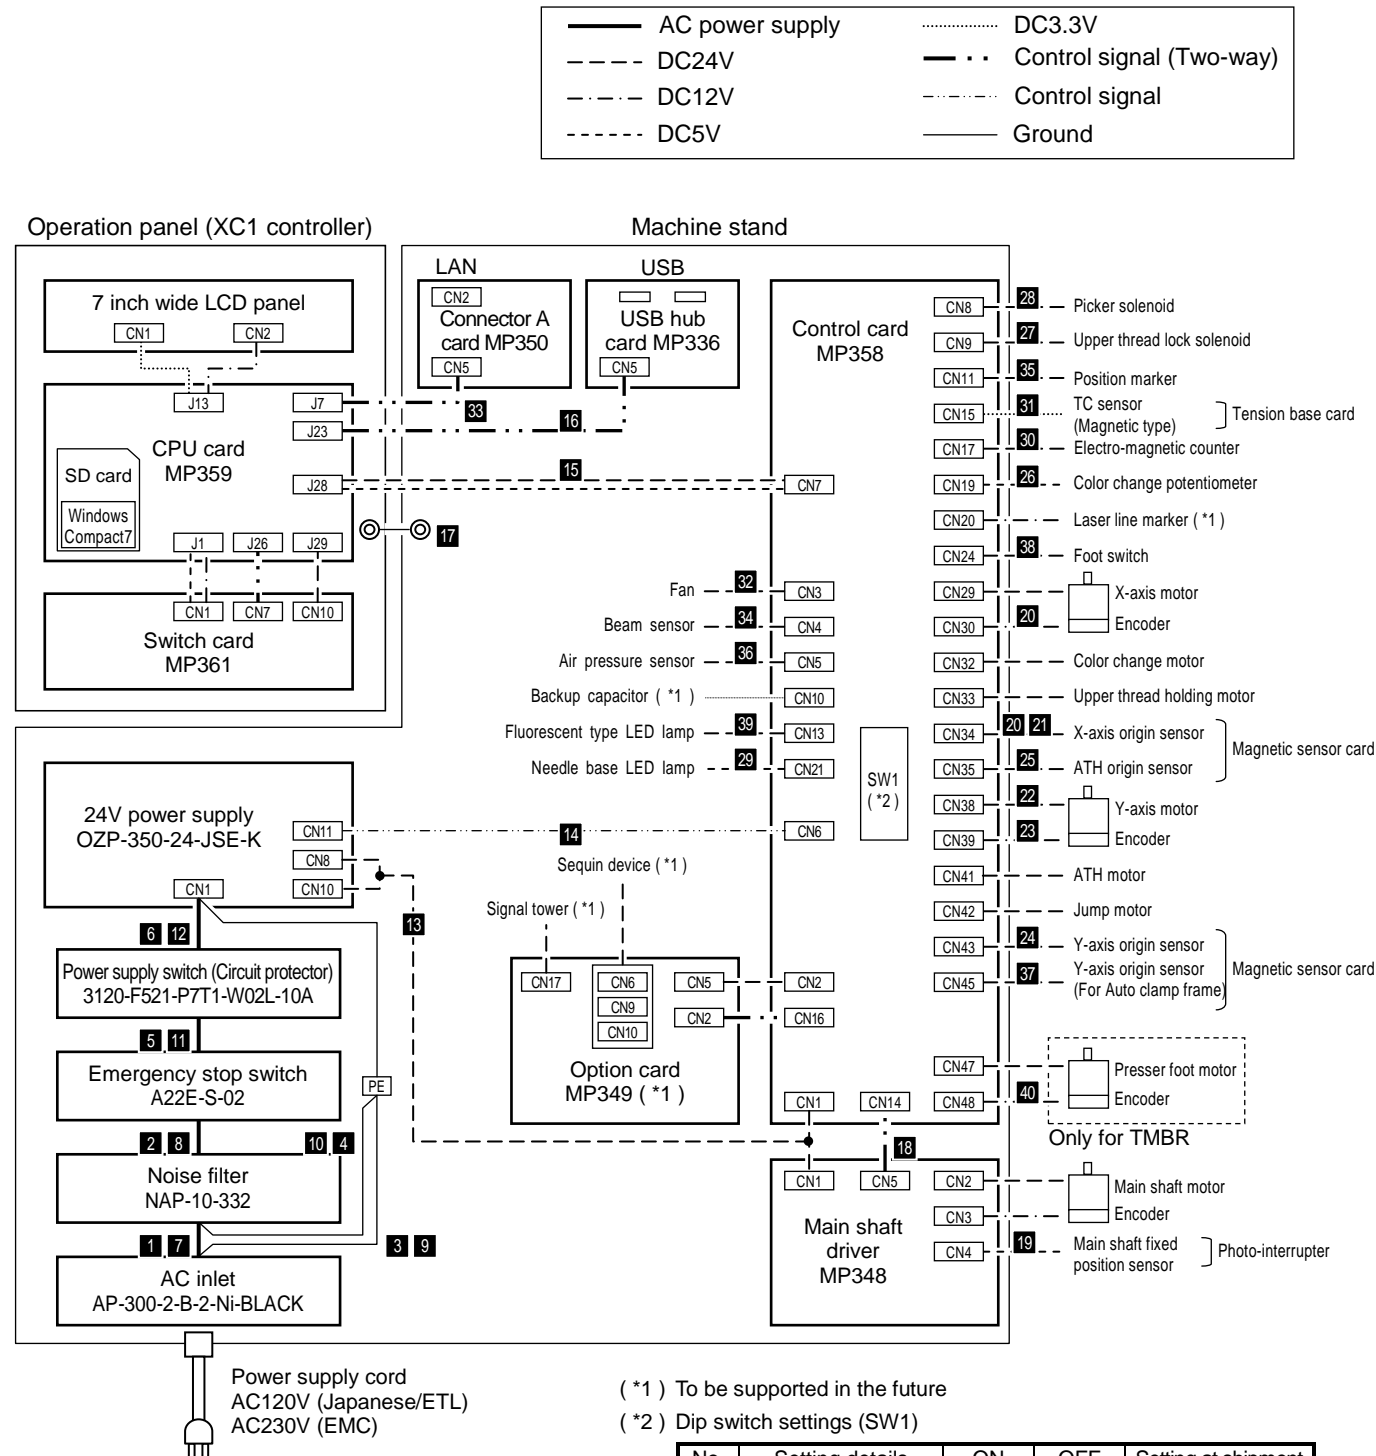 AC power supply
DC24V
DC12V
DC5V
DC3.3V
Control signal (Two-way)
Control signal
Ground
Operation panel (XC1 controller)
Machine stand
7 inch wide LCD panel
CN1
CN2
J13
J7
J23
CPU card
MP359
SD card
Windows
Compact7
J28
J1
J26
J29
CN1
CN7
CN10
Switch card
MP361
LAN
CN2
Connector A
card MP350
CN5
USB
USB hub
card MP336
CN5
33
16
15
17
Control card
MP358
CN7
Fan
32
CN3
Beam sensor
34
CN4
Air pressure sensor
36
CN5
Backup capacitor ( *1 )
CN10
Fluorescent type LED lamp
39
CN13
Needle base LED lamp
29
CN21
SW1
( *2 )
14
CN6
CN8
28
Picker solenoid
CN9
27
Upper thread lock solenoid
CN11
35
Position marker
CN15
31
TC sensor
(Magnetic type)
Tension base card
CN17
30
Electro-magnetic counter
CN19
26
Color change potentiometer
CN20
Laser line marker ( *1 )
CN24
38
Foot switch
CN29
X-axis motor
CN30
20
Encoder
CN32
Color change motor
CN33
Upper thread holding motor
CN34
20 21
X-axis origin sensor
CN35
25
ATH origin sensor
Magnetic sensor card
CN38
22
Y-axis motor
CN39
23
Encoder
CN41
ATH motor
CN42
Jump motor
CN43
24
Y-axis origin sensor
CN45
37
Y-axis origin sensor
(For Auto clamp frame)
Magnetic sensor card
CN47
Presser foot motor
CN48
40
Encoder
Only for TMBR
24V power supply
OZP-350-24-JSE-K
CN11
CN8
CN10
CN1
13
6 12
Power supply switch (Circuit protector)
3120-F521-P7T1-W02L-10A
5 11
Emergency stop switch
A22E-S-02
PE
2 8
10 4
Noise filter
NAP-10-332
1 7
3 9
AC inlet
AP-300-2-B-2-Ni-BLACK
Sequin device ( *1 )
Signal tower ( *1 )
CN17
CN6
CN9
CN10
CN5
CN2
Option card
MP349 ( *1 )
CN2
CN16
CN1
CN14
18
CN1
CN5
Main shaft
driver
MP348
CN2
Main shaft motor
CN3
Encoder
CN4
19
Main shaft fixed
position sensor
Photo-interrupter
Power supply cord
AC120V (Japanese/ETL)
AC230V (EMC)
( *1 ) To be supported in the future
( *2 ) Dip switch settings (SW1)
No. Setting details ON OFF Setting at shipment